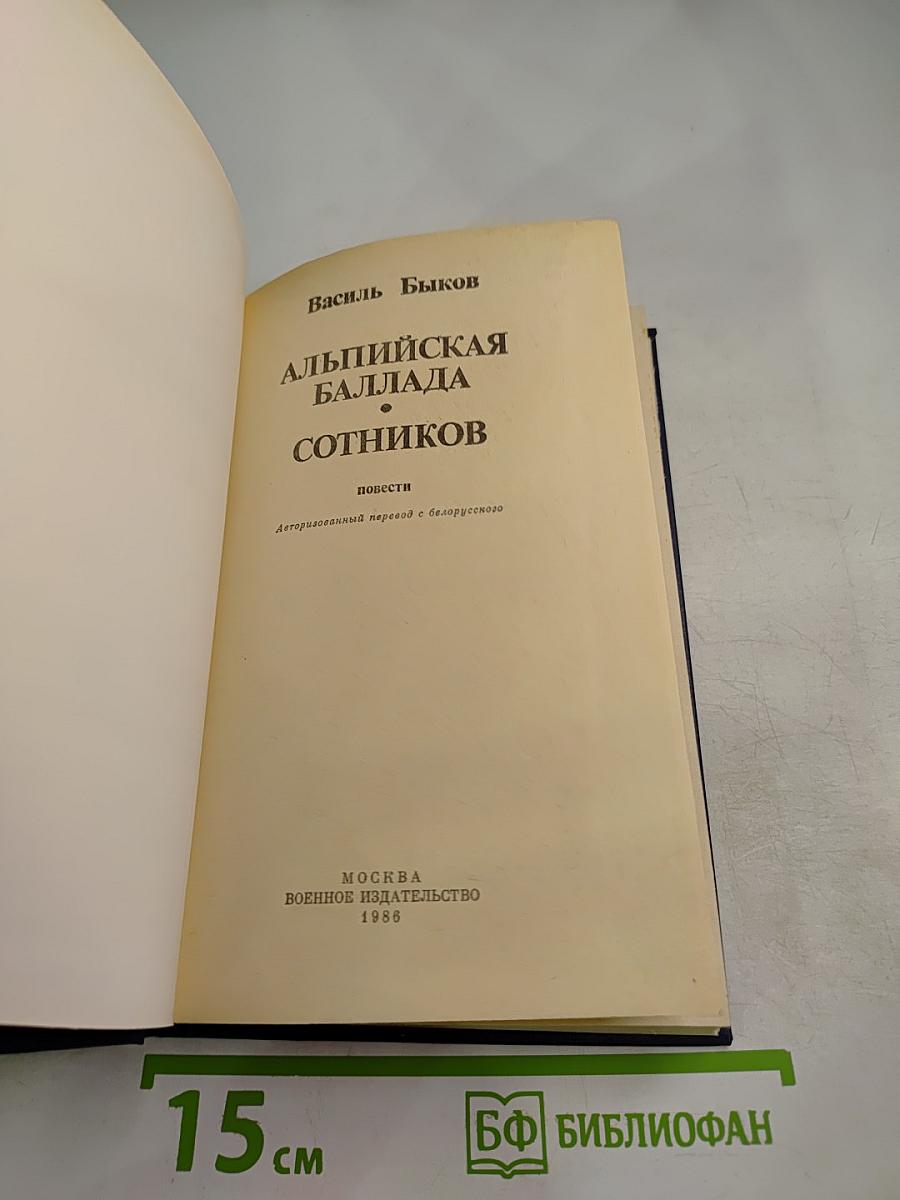 Василь Быков
АЛЬПИЙСКАЯ
БАЛЛАДА
•
СОТНИКОВ
повести
Авторизованный перевод с белорусского
МОСКВА
ВОЕННОЕ ИЗДАТЕЛЬСТВО
1986
15 см
БФ БИБЛИОФАН